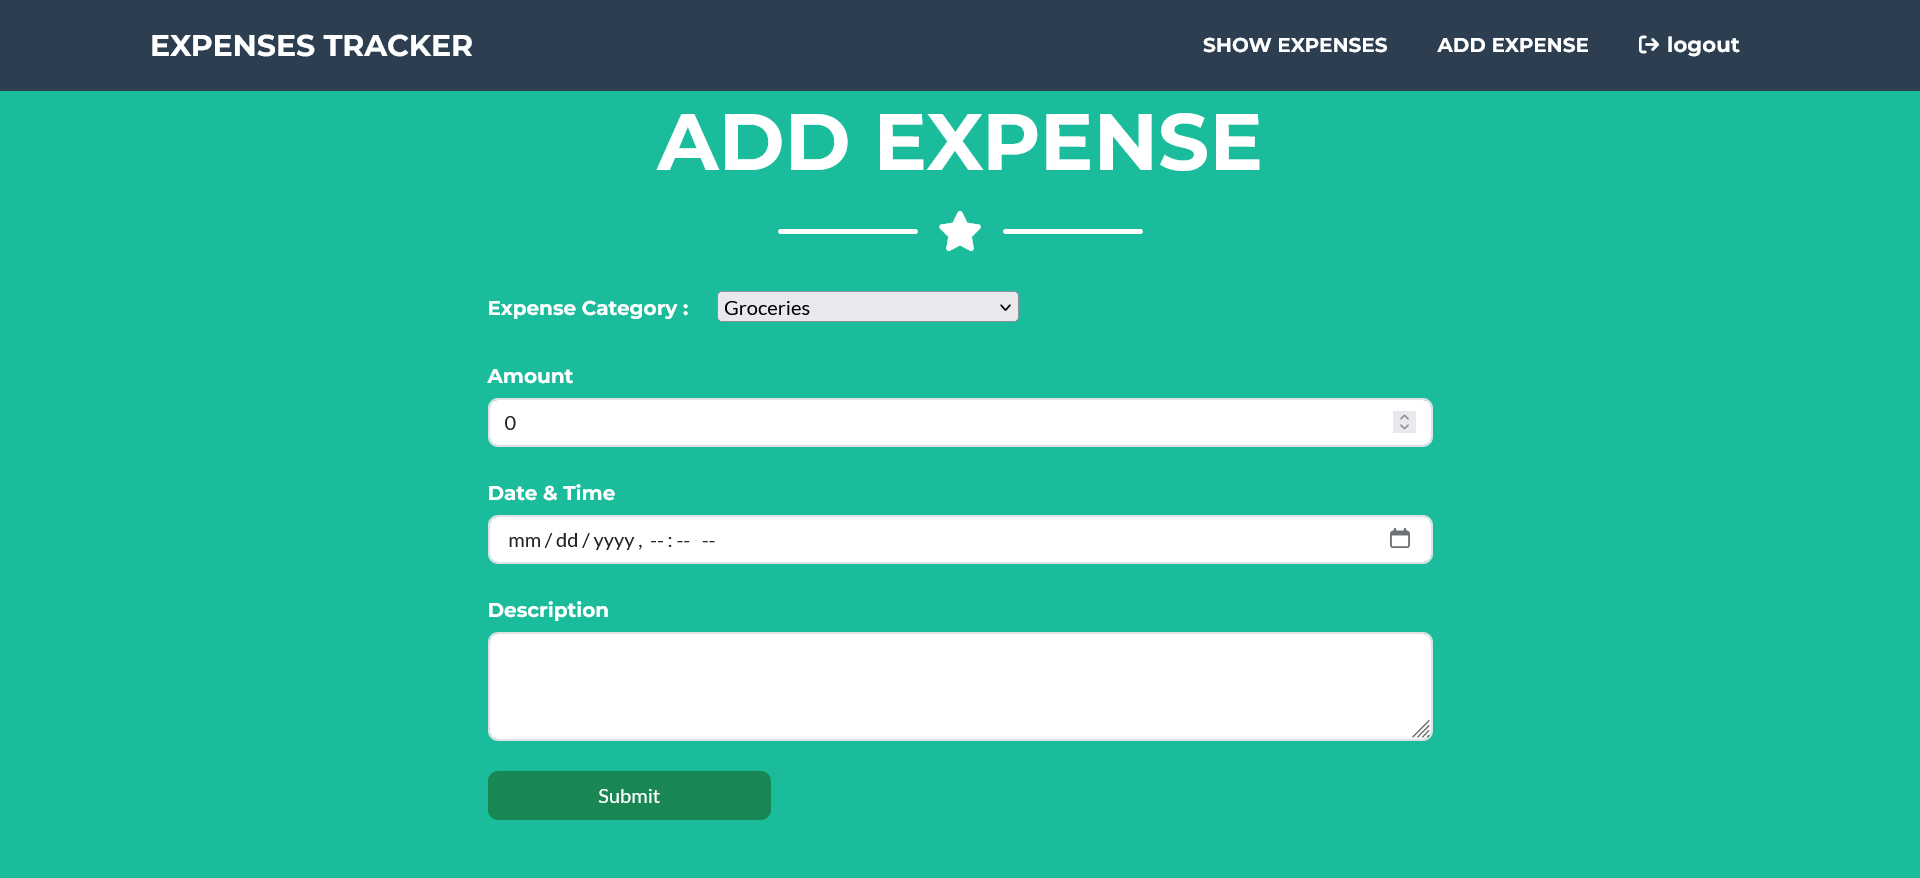 EXPENSES TRACKER SHOW EXPENSES ADD EXPENSE logout
ADD EXPENSE
Expense Category : Groceries
Amount
0
Date & Time
mm / dd / yyyy , -- : -- --
Description
Submit